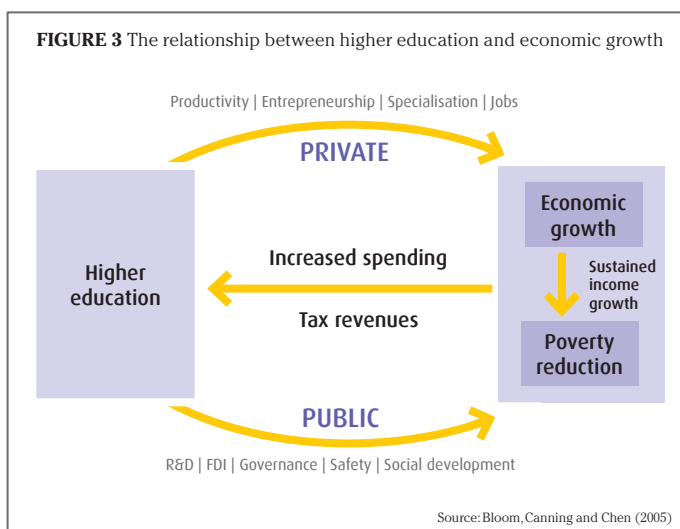 FIGURE 3 The relationship between higher education and economic growth
Productivity | Entrepreneurship | Specialisation | Jobs
PRIVATE
Higher
education
Increased spending
Tax revenues
Economic
growth
Sustained
income
growth
Poverty
reduction
PUBLIC
R&D | FDI | Governance | Safety | Social development
Source: Bloom, Canning and Chen (2005)